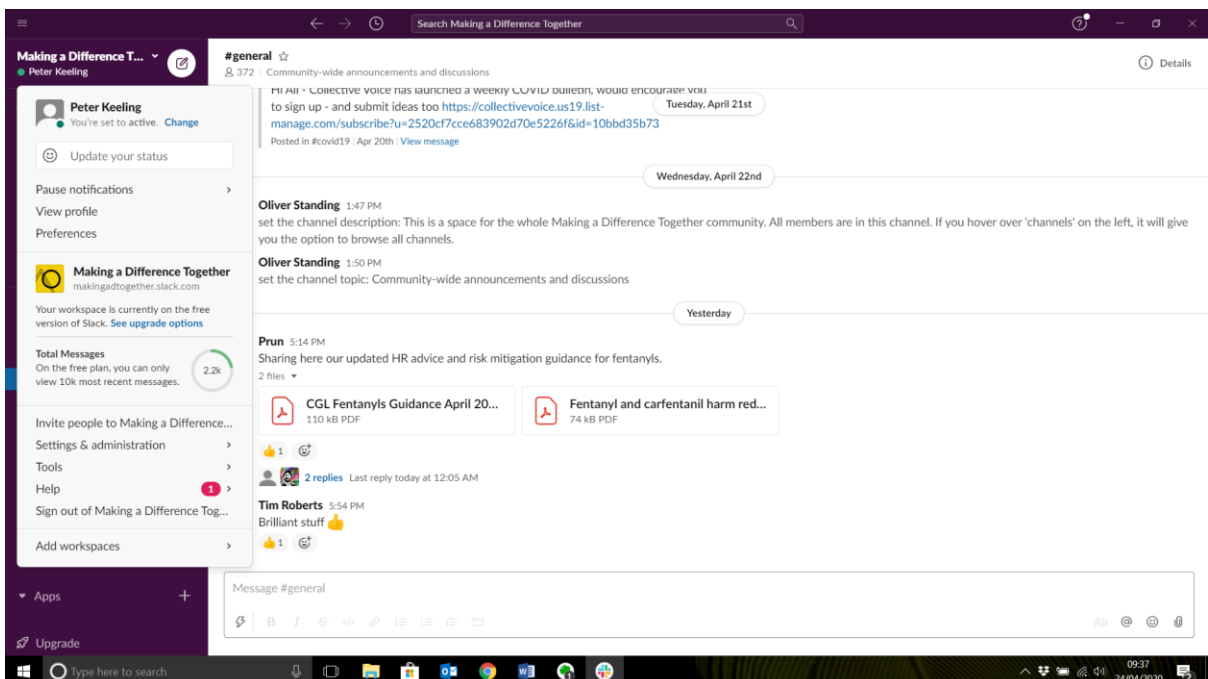 Search Making a Difference Together
Making a Difference T...
Peter Keeling
#general
372 | Community-wide announcements and discussions
Details
Peter Keeling
You're set to active. Change
Update your status
Pause notifications
View profile
Preferences
Making a Difference Together
makingadtogether.slack.com
Your workspace is currently on the free
version of Slack. See upgrade options
Total Messages
On the free plan, you can only
view 10k most recent messages.
2.2k
Invite people to Making a Difference...
Settings & administration
Tools
Help 1
Sign out of Making a Difference Tog...
Add workspaces
Apps
Upgrade
Hi All - Collective Voice has launched a weekly COVID bulletin, would encourage you
to sign up - and submit ideas too https://collectivevoice.us19.list-
manage.com/subscribe?u=2520cf7cce683902d70e5226f&id=10bbd35b73
Tuesday, April 21st
Posted in #covid19 | Apr 20th | View message
Wednesday, April 22nd
Oliver Standing 1:47 PM
set the channel description: This is a space for the whole Making a Difference Together community. All members are in this channel. If you hover over 'channels' on the left, it will give
you the option to browse all channels.
Oliver Standing 1:50 PM
set the channel topic: Community-wide announcements and discussions
Yesterday
Prun 5:14 PM
Sharing here our updated HR advice and risk mitigation guidance for fentanyls.
2 files
CGL Fentanyls Guidance April 20...
110 kB PDF
Fentanyl and carfentanil harm red...
74 kB PDF
1
2 replies Last reply today at 12:05 AM
Tim Roberts 5:54 PM
Brilliant stuff 👍
1
Message #general
B I Aa @
Type here to search
09:37
24/04/2020